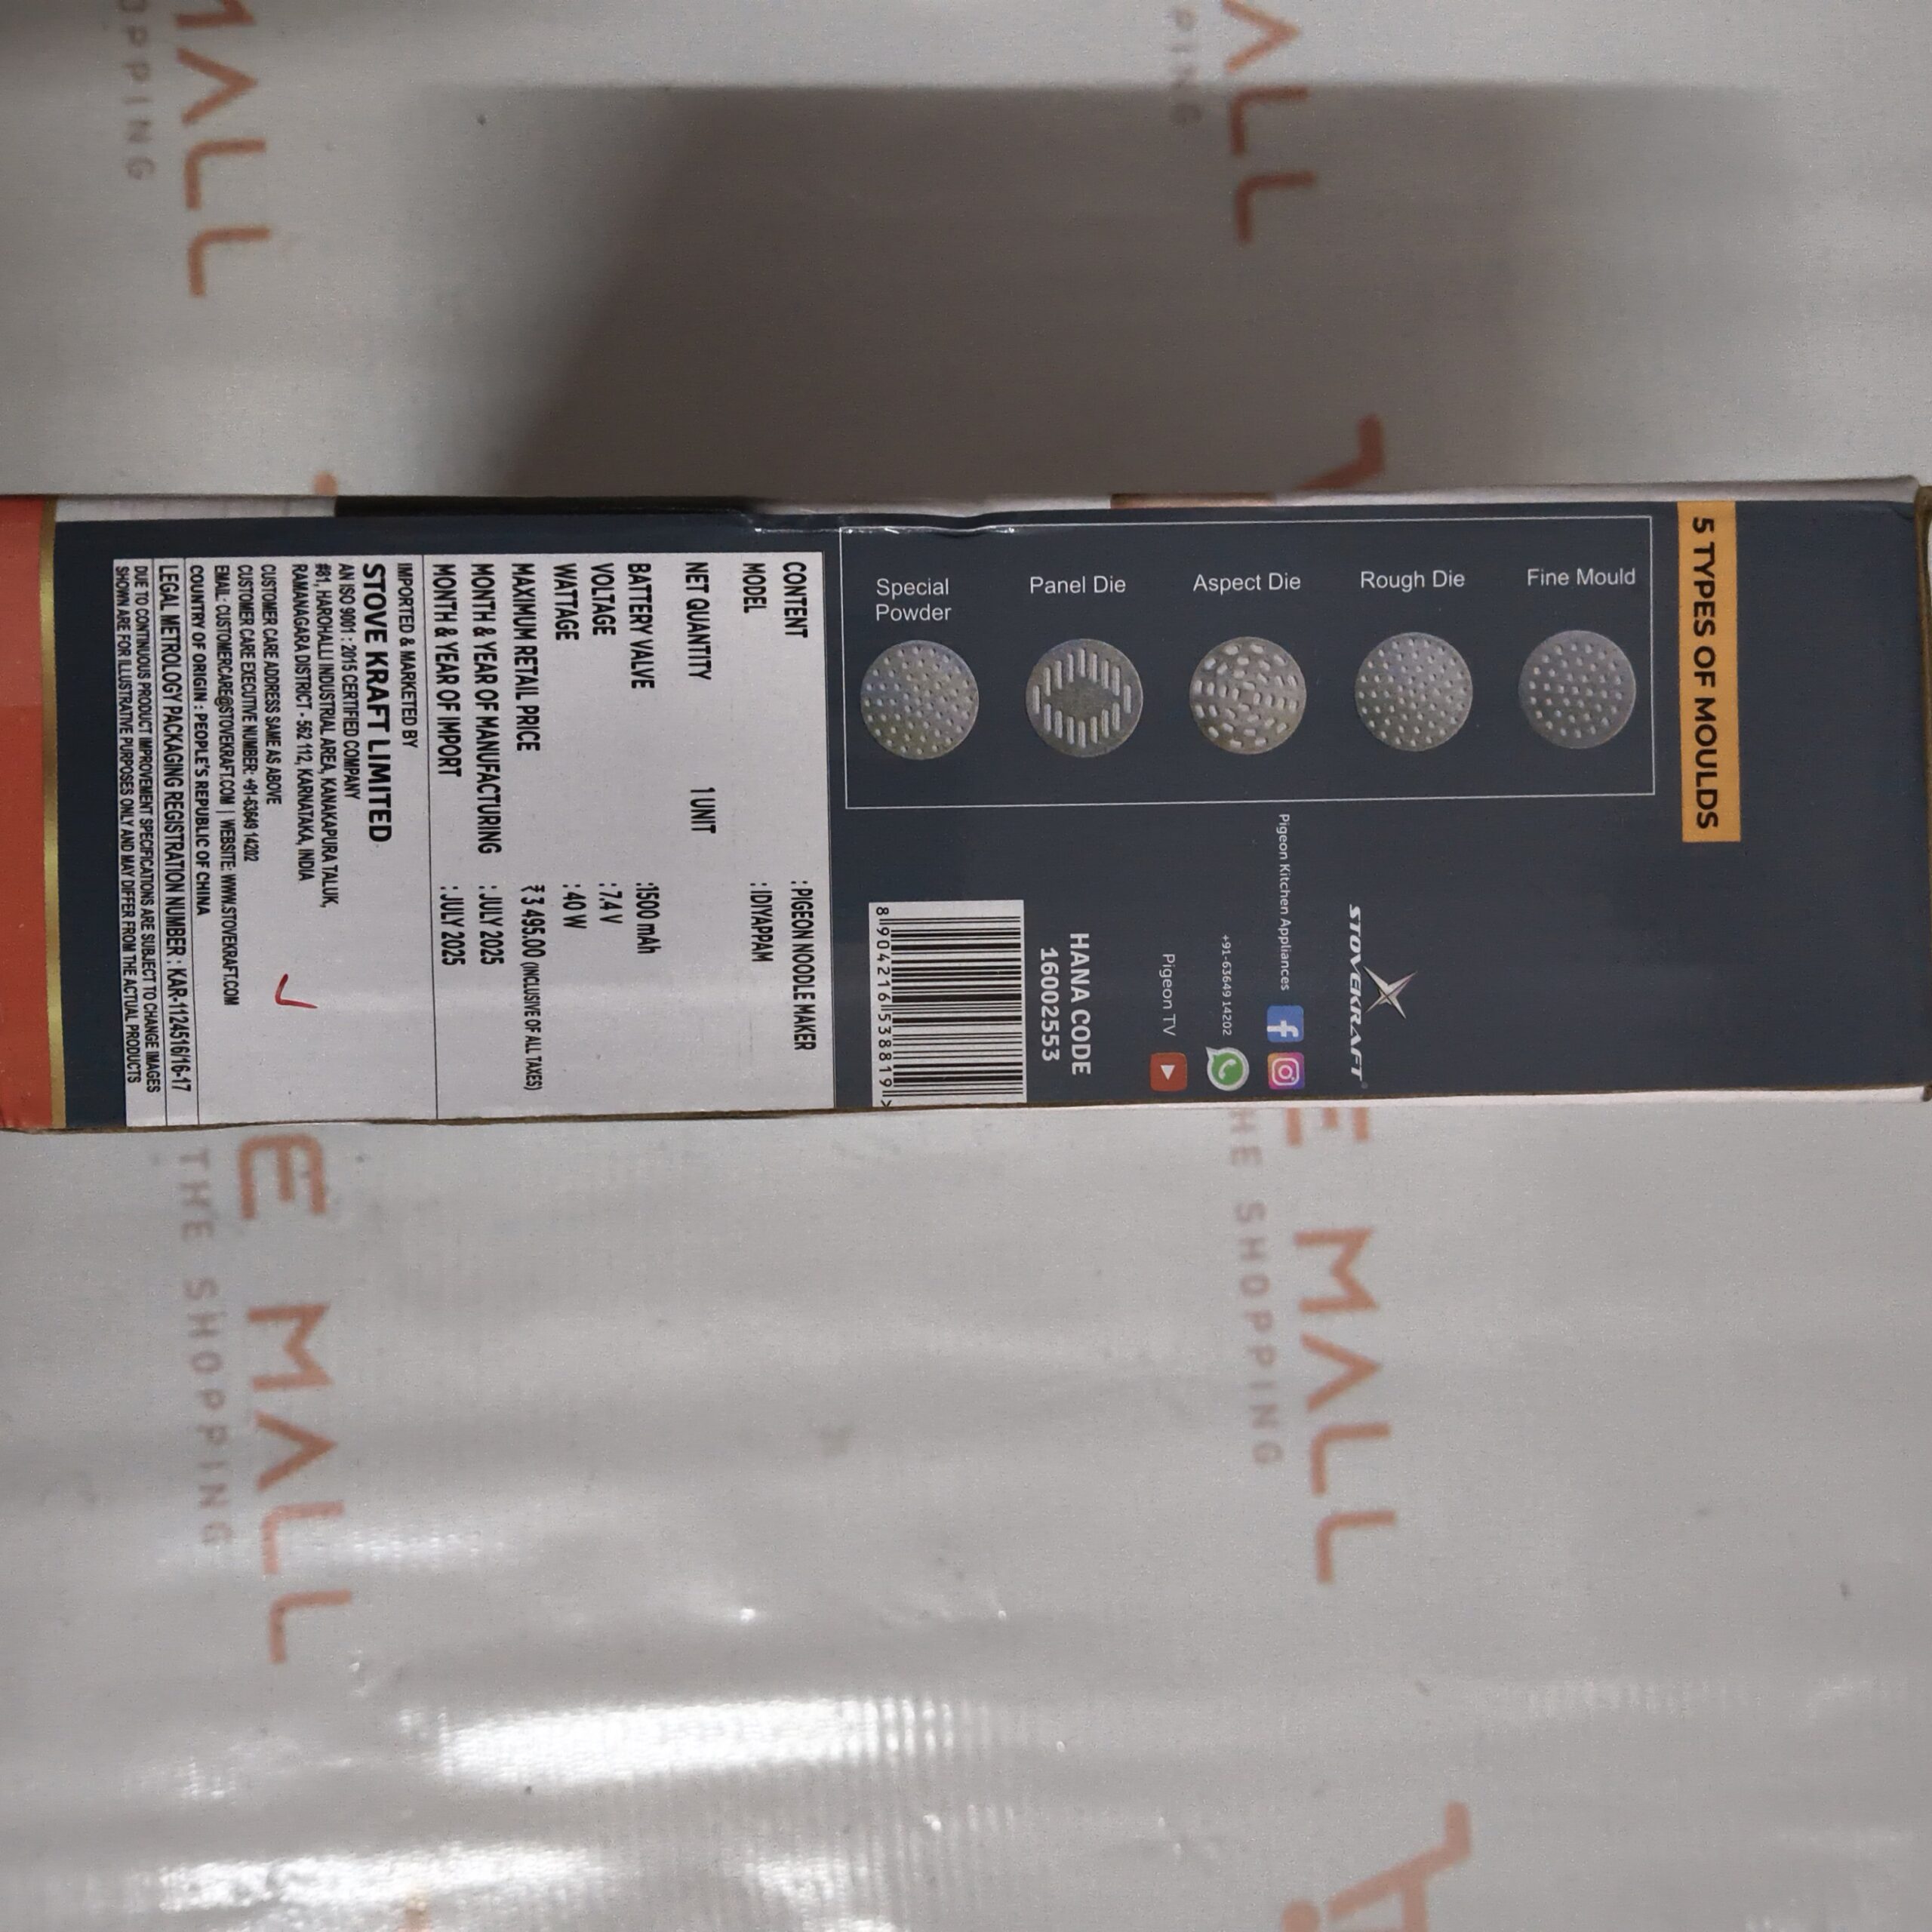 5 TYPES OF MOULDS
Fine Mould
Rough Die
Aspect Die
Panel Die
Special
Powder
STOVEKRAFT
Pigeon Kitchen Appliances
+91-63649 14202
Pigeon TV
HANA CODE
16002553
8 904216 538819 >
CONTENT : PIGEON NOODLE MAKER
MODEL : IDIYAPPAM
NET QUANTITY 1 UNIT
BATTERY VALVE :1500 mAh
VOLTAGE : 7.4 V
WATTAGE : 40 W
MAXIMUM RETAIL PRICE ₹ 3 495.00 (INCLUSIVE OF ALL TAXES)
MONTH & YEAR OF MANUFACTURING : JULY 2025
MONTH & YEAR OF IMPORT : JULY 2025
IMPORTED & MARKETED BY
STOVE KRAFT LIMITED
AN ISO 9001 : 2015 CERTIFIED COMPANY
#81, HAROHALLI INDUSTRIAL AREA, KANAKAPURA TALUK,
RAMANAGARA DISTRICT - 562 112, KARNATAKA, INDIA
CUSTOMER CARE ADDRESS SAME AS ABOVE
CUSTOMER CARE EXECUTIVE NUMBER: +91-63649 14202
EMAIL: CUSTOMERCARE@STOVEKRAFT.COM | WEBSITE: WWW.STOVEKRAFT.COM
COUNTRY OF ORIGIN : PEOPLE'S REPUBLIC OF CHINA
LEGAL METROLOGY PACKAGING REGISTRATION NUMBER : KAR-1124516/16-17
DUE TO CONTINUOUS PRODUCT IMPROVEMENT SPECIFICATIONS ARE SUBJECT TO CHANGE IMAGES
SHOWN ARE FOR ILLUSTRATIVE PURPOSES ONLY AND MAY DIFFER FROM THE ACTUAL PRODUCTS
E MALL
THE SHOPPING
E MALL
HE SHOPPING
MALL
OPPING
ALL
PING